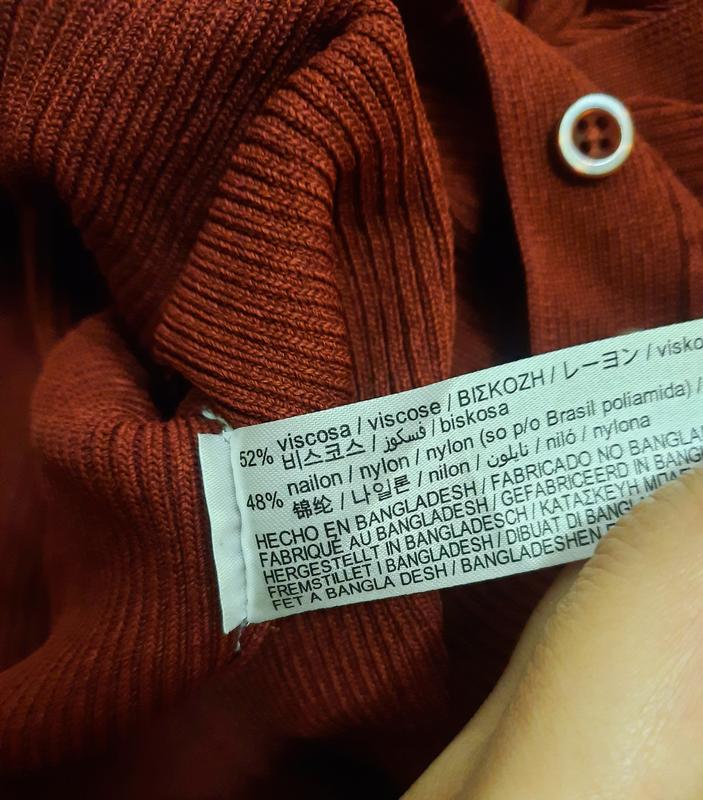 52% viscosa / viscose / ΒΙΣΚΟΖΗ / レーヨン / visko
비스코스 / فسكوز / biskosa
48% nailon / nylon / nylon (so p/o Brasil poliamida) /
锦纶 / 나일론 / nilon / نايلون / niló / nylona
HECHO EN BANGLADESH / FABRICADO NO BANGLA
FABRIQUÉ AU BANGLADESH / GEFABRICEERD IN BANG
HERGESTELLT IN BANGLADESCH / ΚΑΤΑΣΚΕΥΗ ΜΠΑ
FREMSTILLET I BANGLADESH / DIBUAT DI BANG
FET A BANGLA DESH / BANGLADESHEN E